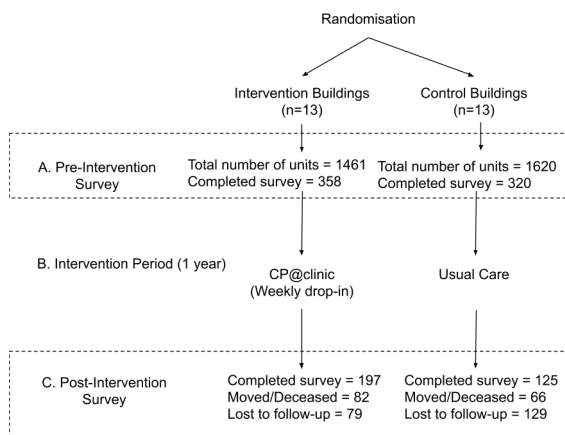 Randomisation
Intervention Buildings
(n=13)
Control Buildings
(n=13)
A. Pre-Intervention
Survey
Total number of units = 1461
Completed survey = 358
Total number of units = 1620
Completed survey = 320
B. Intervention Period (1 year)
CP@clinic
(Weekly drop-in)
Usual Care
C. Post-Intervention
Survey
Completed survey = 197
Moved/Deceased = 82
Lost to follow-up = 79
Completed survey = 125
Moved/Deceased = 66
Lost to follow-up = 129